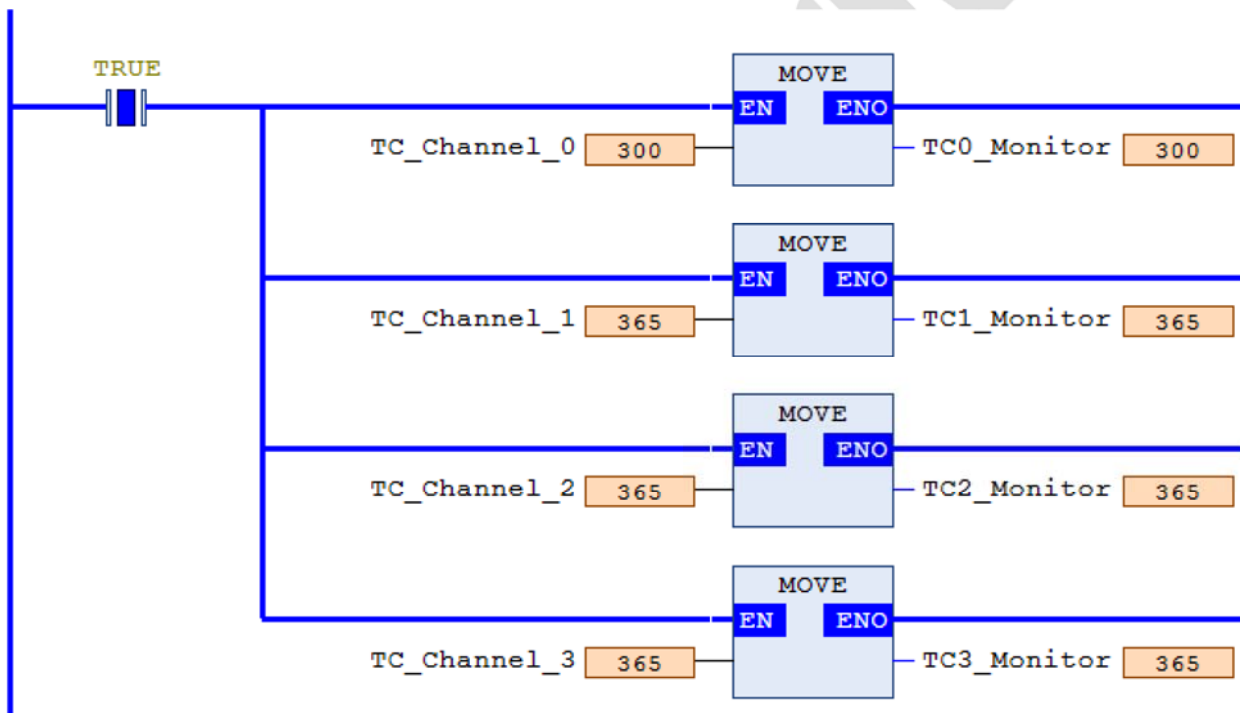 TRUE
MOVE
EN ENO
TC_Channel_0 300 TC0_Monitor 300
MOVE
EN ENO
TC_Channel_1 365 TC1_Monitor 365
MOVE
EN ENO
TC_Channel_2 365 TC2_Monitor 365
MOVE
EN ENO
TC_Channel_3 365 TC3_Monitor 365